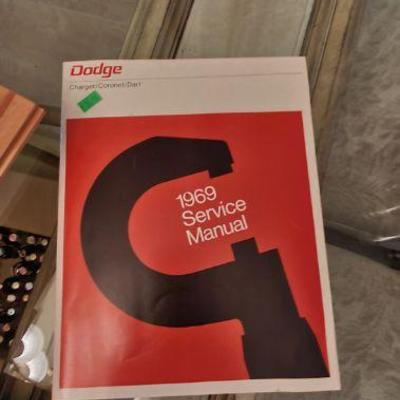 Dodge
Charger/Coronet/Dart
1969
Service
Manual